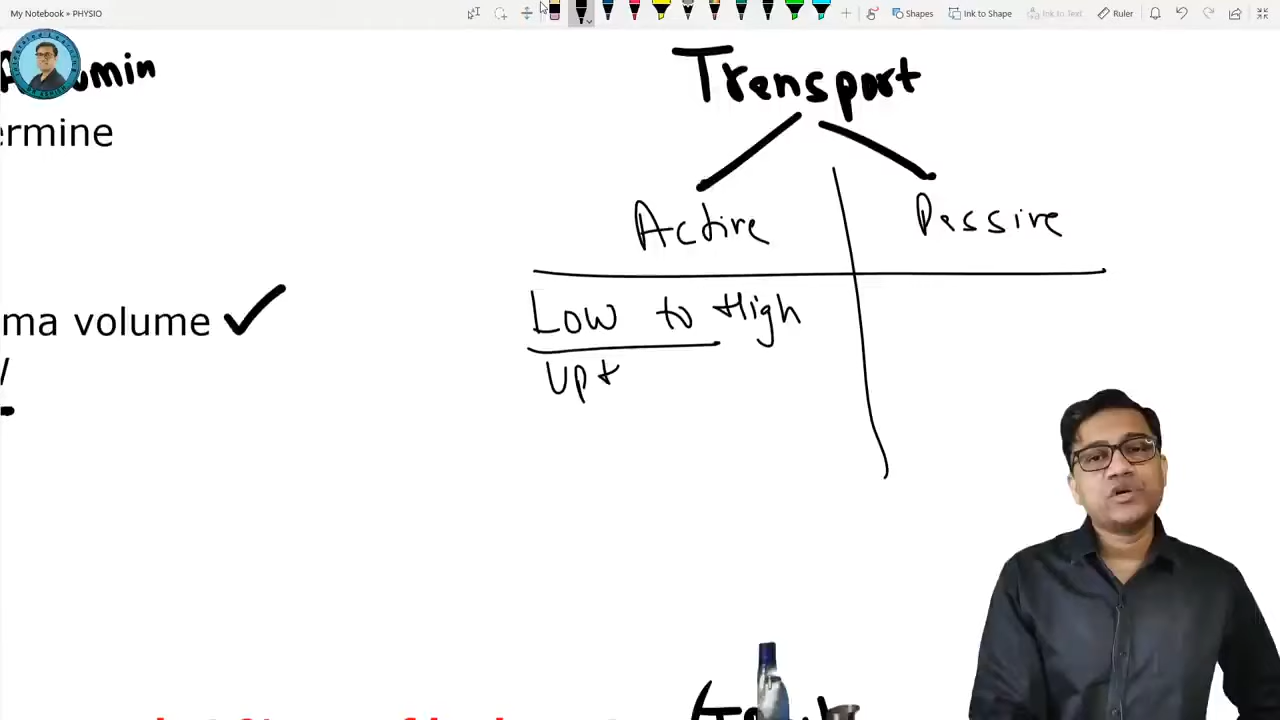 My Notebook » PHYSIO
Shapes
Ink to Shape
Ink to Text
Ruler
umin
Transport
ermine
Active
Passive
Low to High
ma volume
Upt